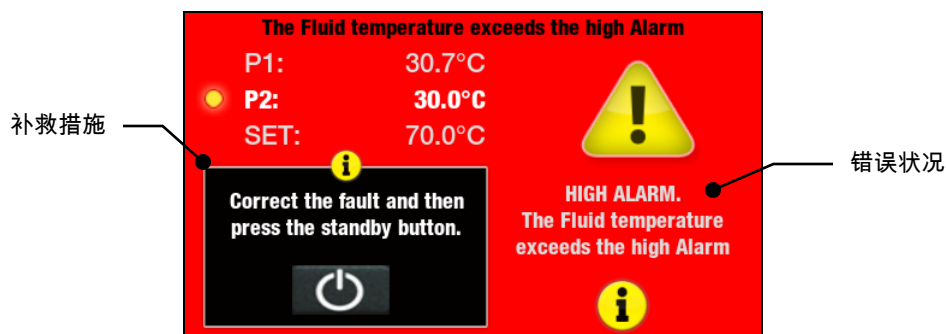 The Fluid temperature exceeds the high Alarm
P1: 30.7°C
P2: 30.0°C
SET: 70.0°C
补救措施
i
Correct the fault and then
press the standby button.
!
错误状况
HIGH ALARM.
The Fluid temperature
exceeds the high Alarm
i